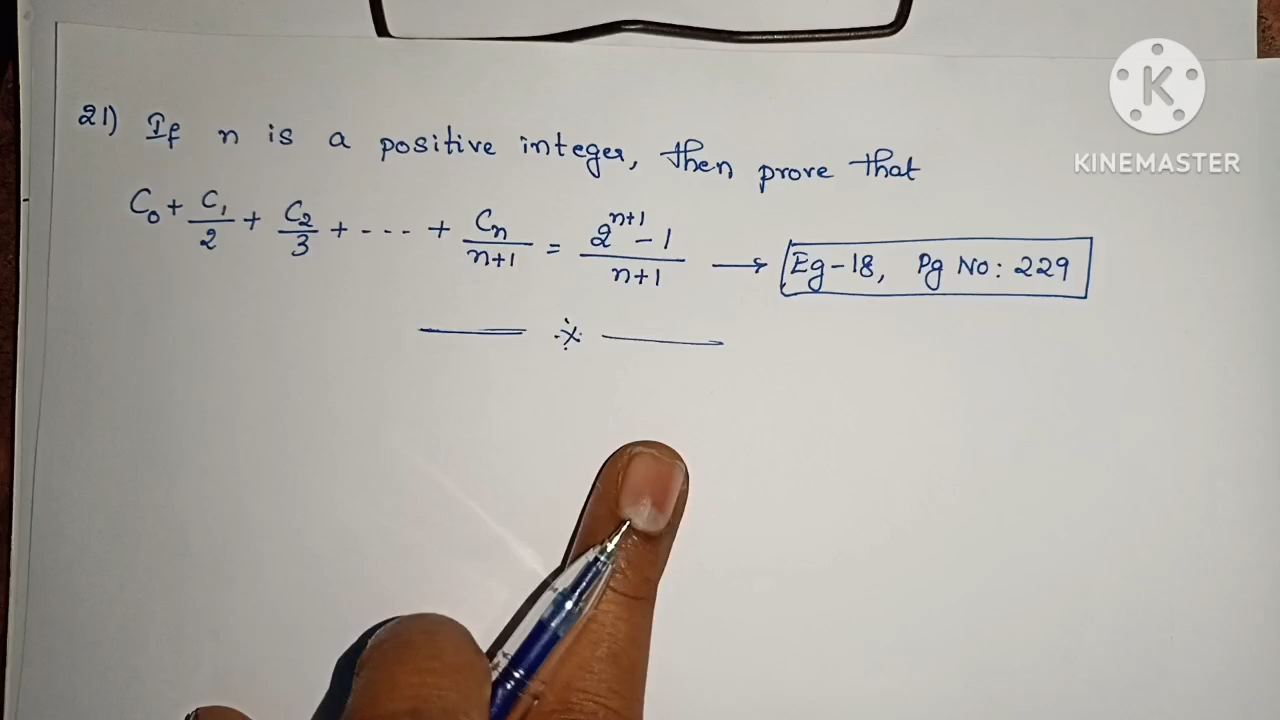 21) If n is a positive integer, then prove that
C₀ + C₁/2 + C₂/3 + - - - · + Cₙ/n+1 = 2ⁿ⁺¹ - 1/n+1 → Eg-18, Pg No: 229
K
KINEMASTER